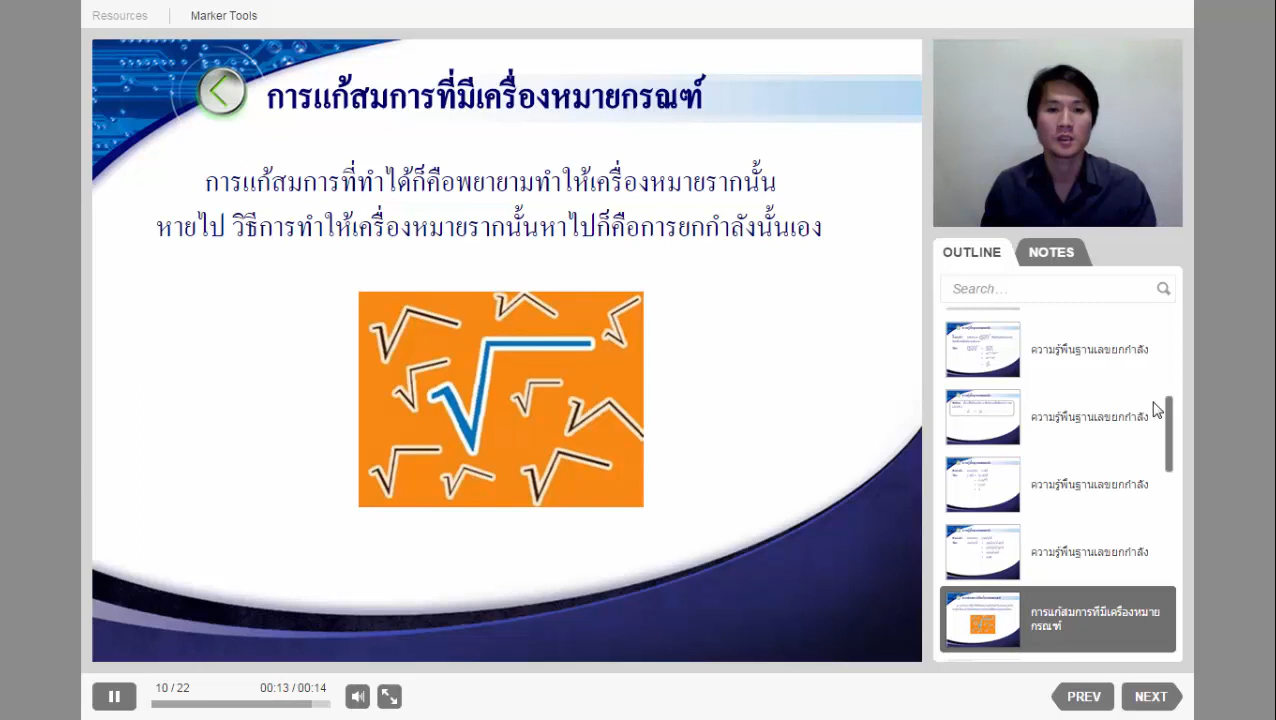 Resources
Marker Tools
การแก้สมการที่มีเครื่องหมายกรณฑ์
การแก้สมการที่ทำได้ก็คือพยายามทำให้เครื่องหมายรากนั้น
หายไป วิธีการทำให้เครื่องหมายรากนั้นหาไปก็คือการยกกำลังนั้นเอง
OUTLINE
NOTES
Search...
ความรู้พื้นฐานเลขยกกำลัง
ความรู้พื้นฐานเลขยกกำลัง
ความรู้พื้นฐานเลขยกกำลัง
ความรู้พื้นฐานเลขยกกำลัง
การแก้สมการที่มีเครื่องหมาย
กรณฑ์
10 / 22
00:13 / 00:14
PREV
NEXT